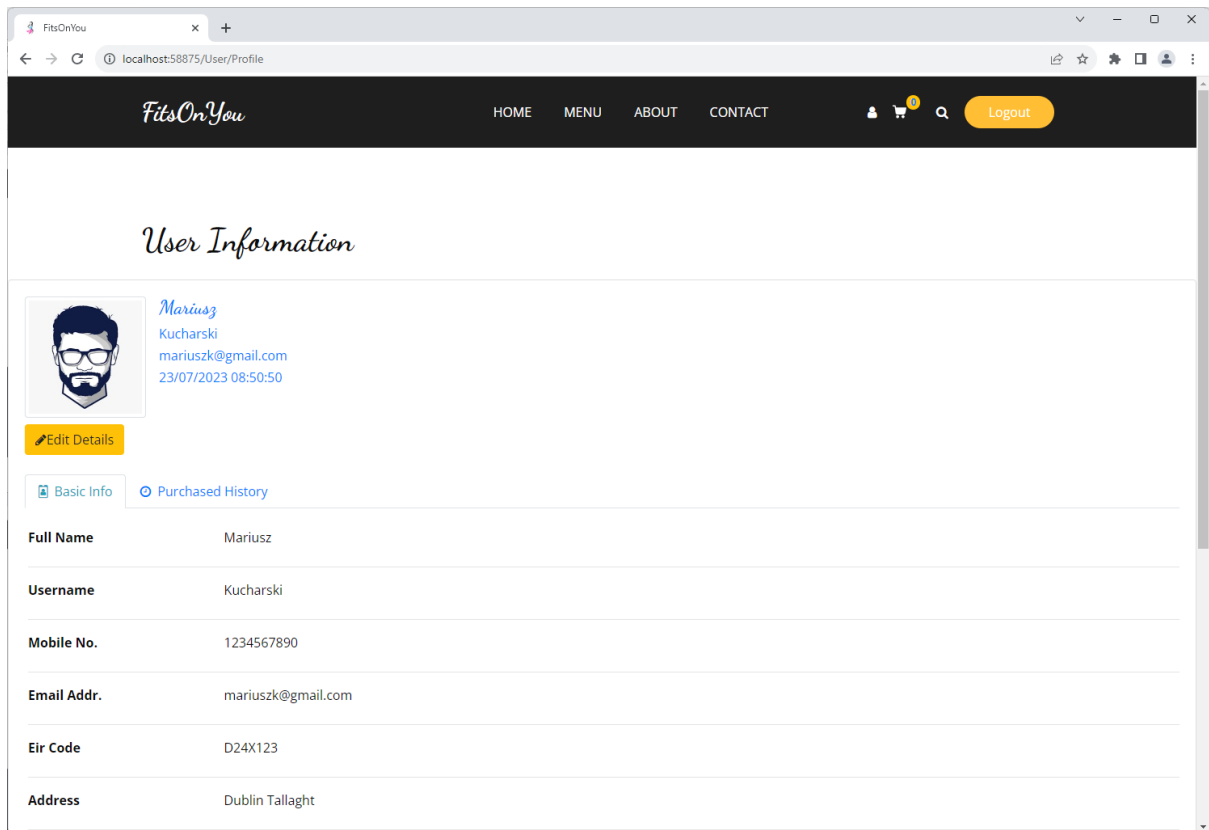 FitsOnYou
localhost:58875/User/Profile
FitsOnYou HOME MENU ABOUT CONTACT 0 Logout
User Information
Mariusz
Kucharski
mariuszk@gmail.com
23/07/2023 08:50:50
Edit Details
Basic Info Purchased History
Full Name Mariusz
Username Kucharski
Mobile No. 1234567890
Email Addr. mariuszk@gmail.com
Eir Code D24X123
Address Dublin Tallaght